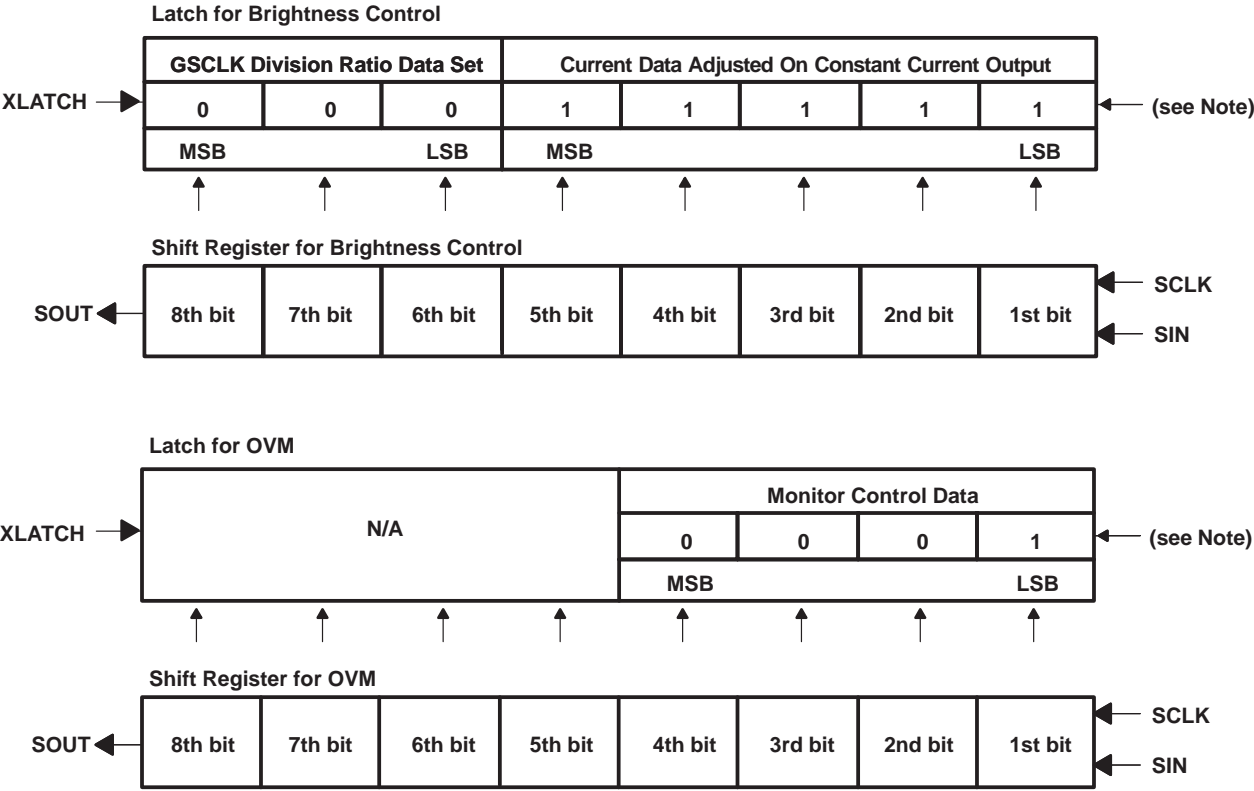 Latch for Brightness Control
GSCLK Division Ratio Data Set Current Data Adjusted On Constant Current Output
XLATCH 0 0 0 1 1 1 1 1 (see Note)
MSB LSB MSB LSB
Shift Register for Brightness Control
SOUT 8th bit 7th bit 6th bit 5th bit 4th bit 3rd bit 2nd bit 1st bit SCLK
SIN
Latch for OVM
Monitor Control Data
XLATCH N/A 0 0 0 1 (see Note)
MSB LSB
Shift Register for OVM
SOUT 8th bit 7th bit 6th bit 5th bit 4th bit 3rd bit 2nd bit 1st bit SCLK
SIN